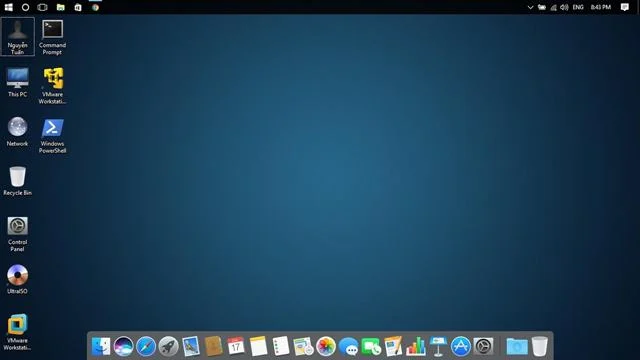 ENG
8:43 PM
Nguyễn
Tuấn
Command
Prompt
This PC
VMware
Workstati...
Network
Windows
PowerShell
Recycle Bin
Control
Panel
UltraISO
VMware
Workstati...
17